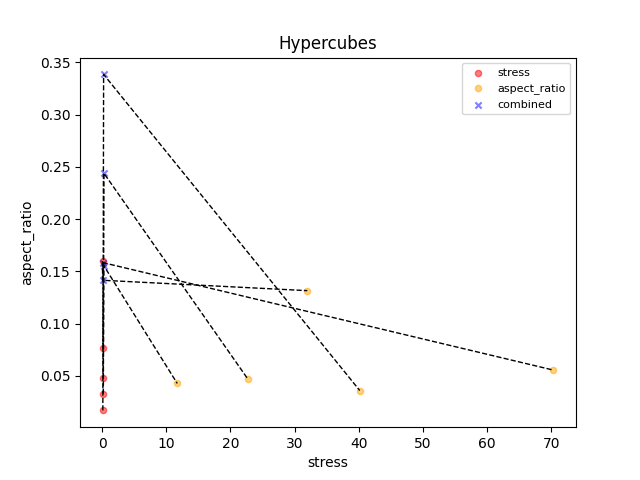 Hypercubes
stress
aspect_ratio
combined
aspect_ratio
0.35
0.30
0.25
0.20
0.15
0.10
0.05
0 10 20 30 40 50 60 70
stress